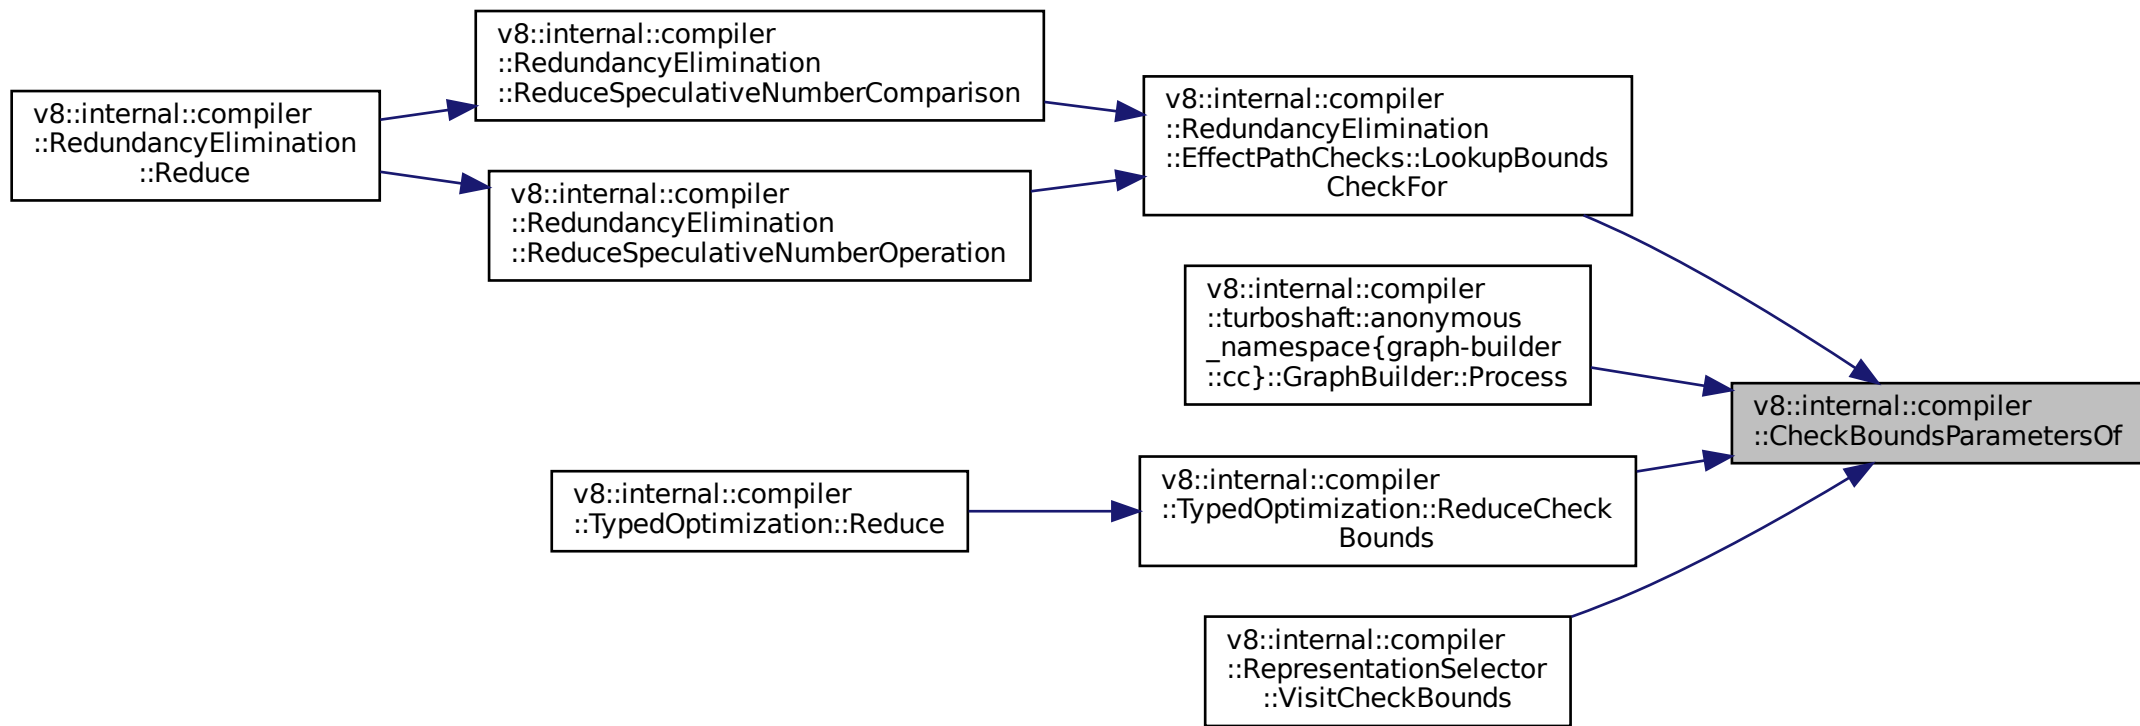 v8::internal::compiler
::RedundancyElimination
::Reduce
v8::internal::compiler
::RedundancyElimination
::ReduceSpeculativeNumberComparison
v8::internal::compiler
::RedundancyElimination
::ReduceSpeculativeNumberOperation
v8::internal::compiler
::RedundancyElimination
::EffectPathChecks::LookupBounds
CheckFor
v8::internal::compiler
::turboshaft::anonymous
_namespace{graph-builder
::cc}::GraphBuilder::Process
v8::internal::compiler
::CheckBoundsParametersOf
v8::internal::compiler
::TypedOptimization::Reduce
v8::internal::compiler
::TypedOptimization::ReduceCheck
Bounds
v8::internal::compiler
::RepresentationSelector
::VisitCheckBounds